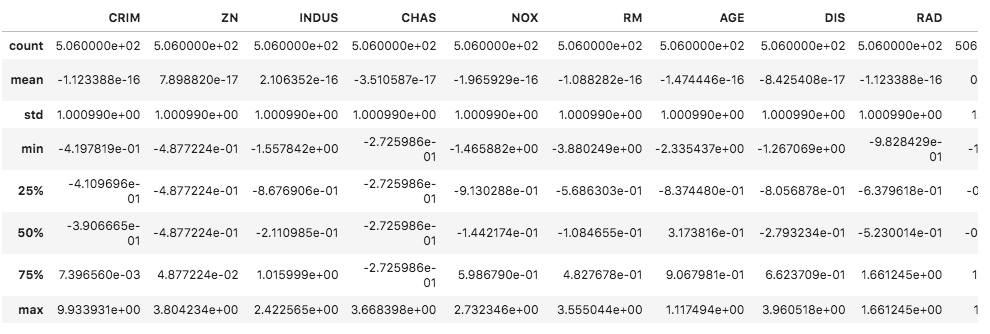 CRIM ZN INDUS CHAS NOX RM AGE DIS RAD
count 5.060000e+02 5.060000e+02 5.060000e+02 5.060000e+02 5.060000e+02 5.060000e+02 5.060000e+02 5.060000e+02 5.060000e+02 506
mean -1.123388e-16 7.898820e-17 2.106352e-16 -3.510587e-17 -1.965929e-16 -1.088282e-16 -1.474446e-16 -8.425408e-17 -1.123388e-16 0
std 1.000990e+00 1.000990e+00 1.000990e+00 1.000990e+00 1.000990e+00 1.000990e+00 1.000990e+00 1.000990e+00 1.000990e+00 1
min -4.197819e-01 -4.877224e-01 -1.557842e+00 -2.725986e-01 -1.465882e+00 -3.880249e+00 -2.335437e+00 -1.267069e+00 -9.828429e-01 -1
25% -4.109696e-01 -4.877224e-01 -8.676906e-01 -2.725986e-01 -9.130288e-01 -5.686303e-01 -8.374480e-01 -8.056878e-01 -6.379618e-01 -0
50% -3.906665e-01 -4.877224e-01 -2.110985e-01 -2.725986e-01 -1.442174e-01 -1.084655e-01 3.173816e-01 -2.793234e-01 -5.230014e-01 -0
75% 7.396560e-03 4.877224e-02 1.015999e+00 -2.725986e-01 5.986790e-01 4.827678e-01 9.067981e-01 6.623709e-01 1.661245e+00 1
max 9.933931e+00 3.804234e+00 2.422565e+00 3.668398e+00 2.732346e+00 3.555044e+00 1.117494e+00 3.960518e+00 1.661245e+00 1